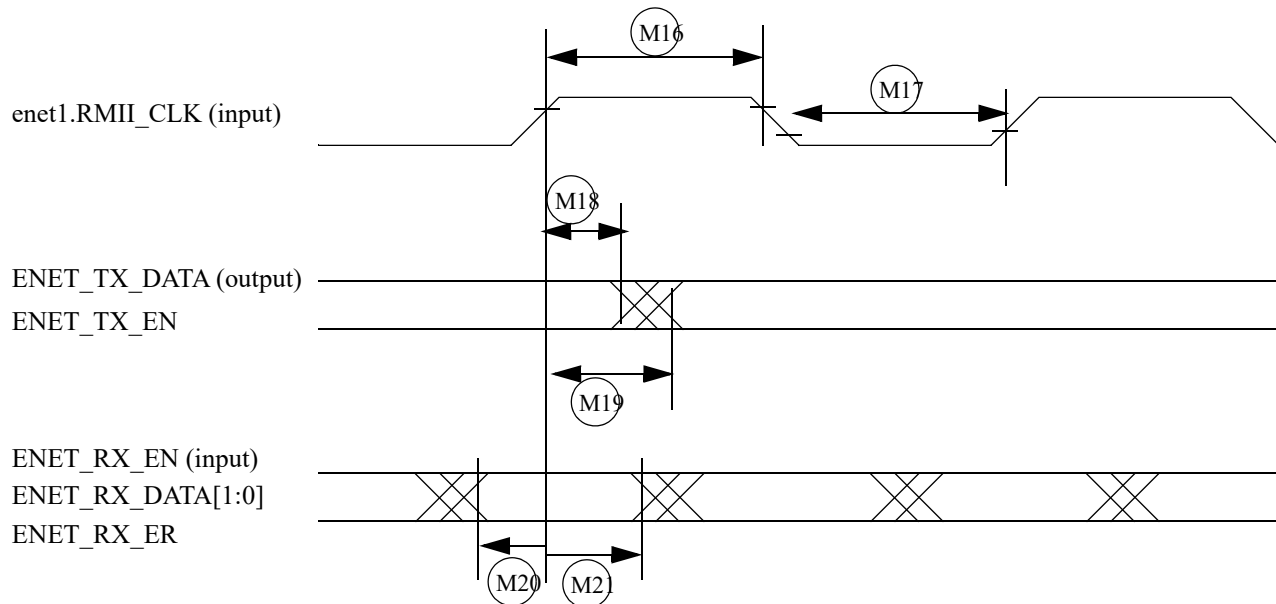 M16
M17
enet1.RMII_CLK (input)
M18
ENET_TX_DATA (output)
ENET_TX_EN
M19
ENET_RX_EN (input)
ENET_RX_DATA[1:0]
ENET_RX_ER
M20
M21